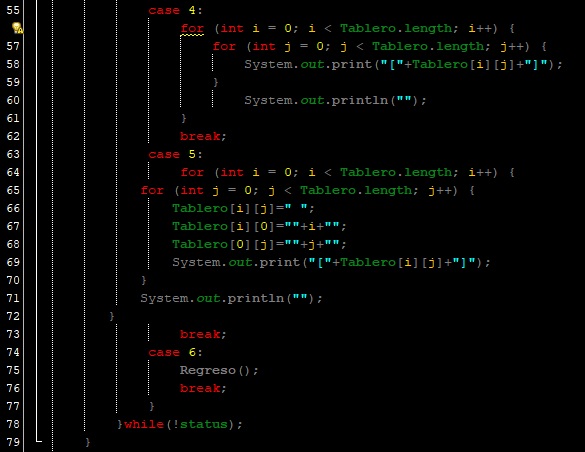 55 case 4:
for (int i = 0; i < Tablero.length; i++) {
57 for (int j = 0; j < Tablero.length; j++) {
58 System.out.print("["+Tablero[i][j]+"]");
59 }
60 System.out.println("");
61 }
62 break;
63 case 5:
64 for (int i = 0; i < Tablero.length; i++) {
65 for (int j = 0; j < Tablero.length; j++) {
66 Tablero[i][j]=" ";
67 Tablero[i][0]=""+i+"";
68 Tablero[0][j]=""+j+"";
69 System.out.print("["+Tablero[i][j]+"]");
70 }
71 System.out.println("");
72 }
73 break;
74 case 6:
75 Regreso();
76 break;
77 }
78 }while(!status);
79 }